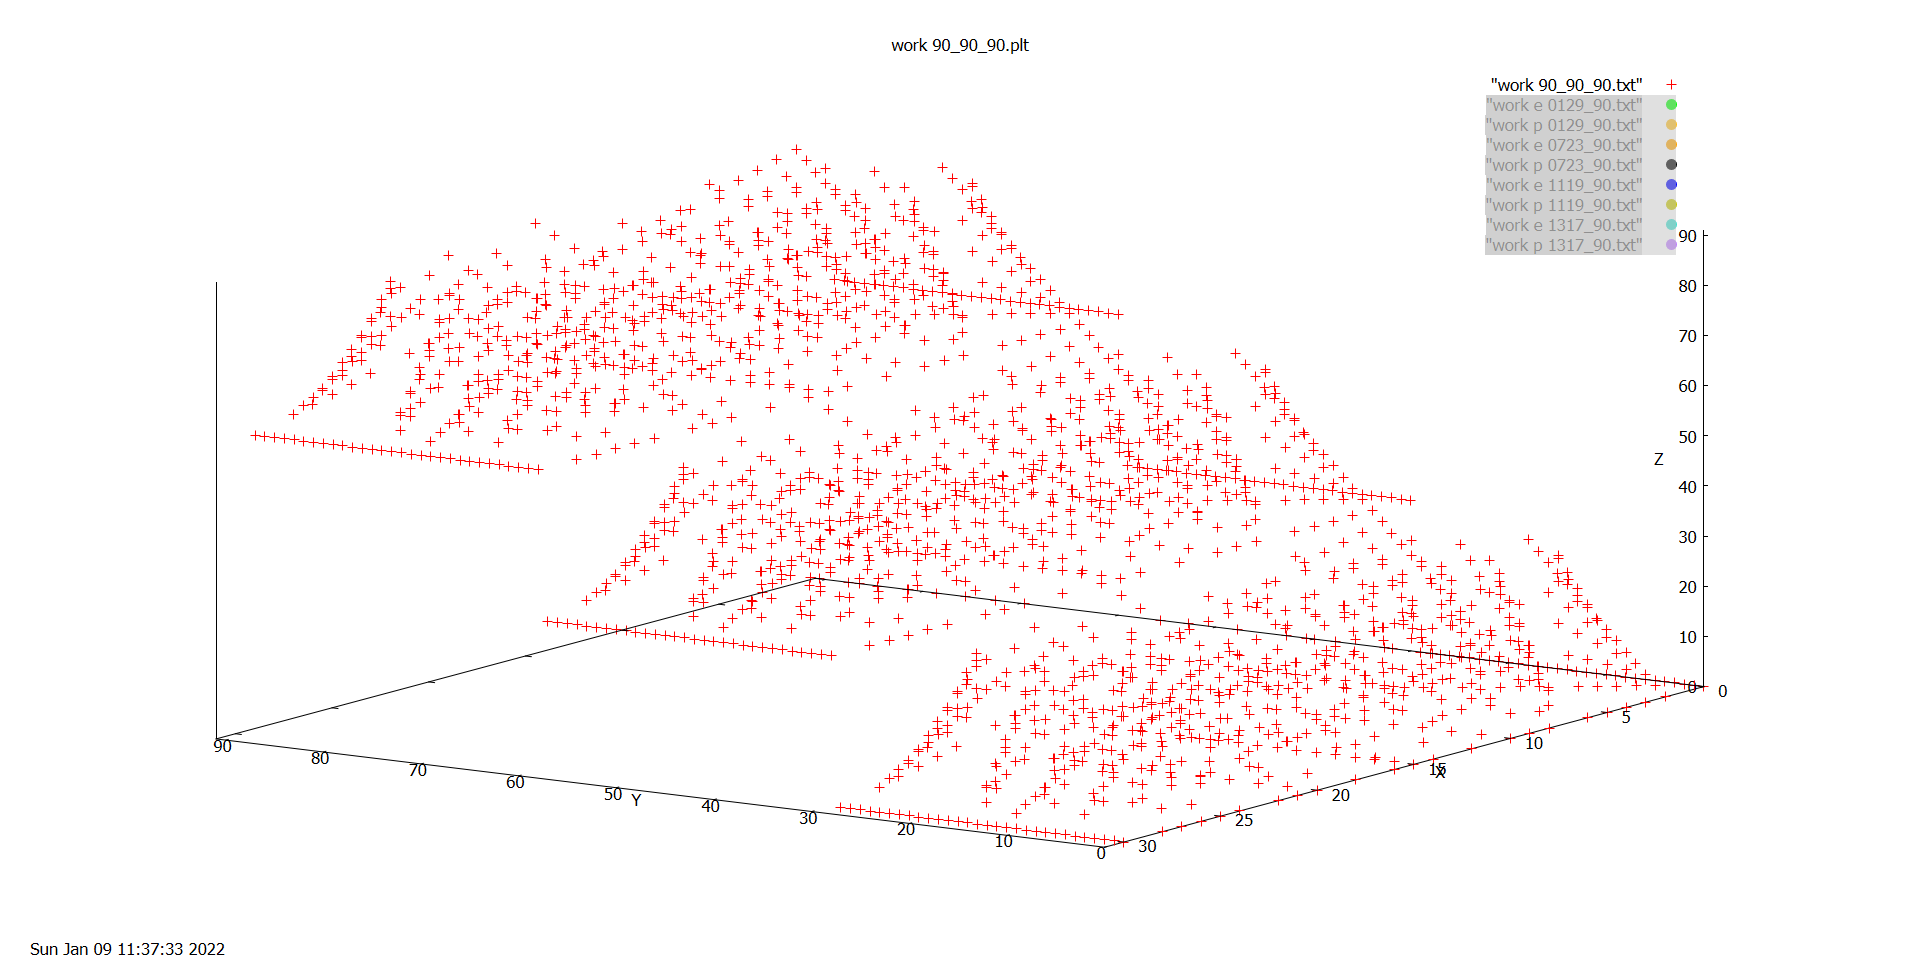 work 90_90_90.plt
"work 90_90_90.txt"
"work e 0129_90.txt"
"work p 0129_90.txt"
"work e 0723_90.txt"
"work p 0723_90.txt"
"work e 1119_90.txt"
"work p 1119_90.txt"
"work e 1317_90.txt"
"work p 1317_90.txt"
90
80
70
60
50
Z
40
30
20
10
0
0
5
10
15
X
20
25
30
90
80
70
60
50
Y
40
30
20
10
0
Sun Jan 09 11:37:33 2022